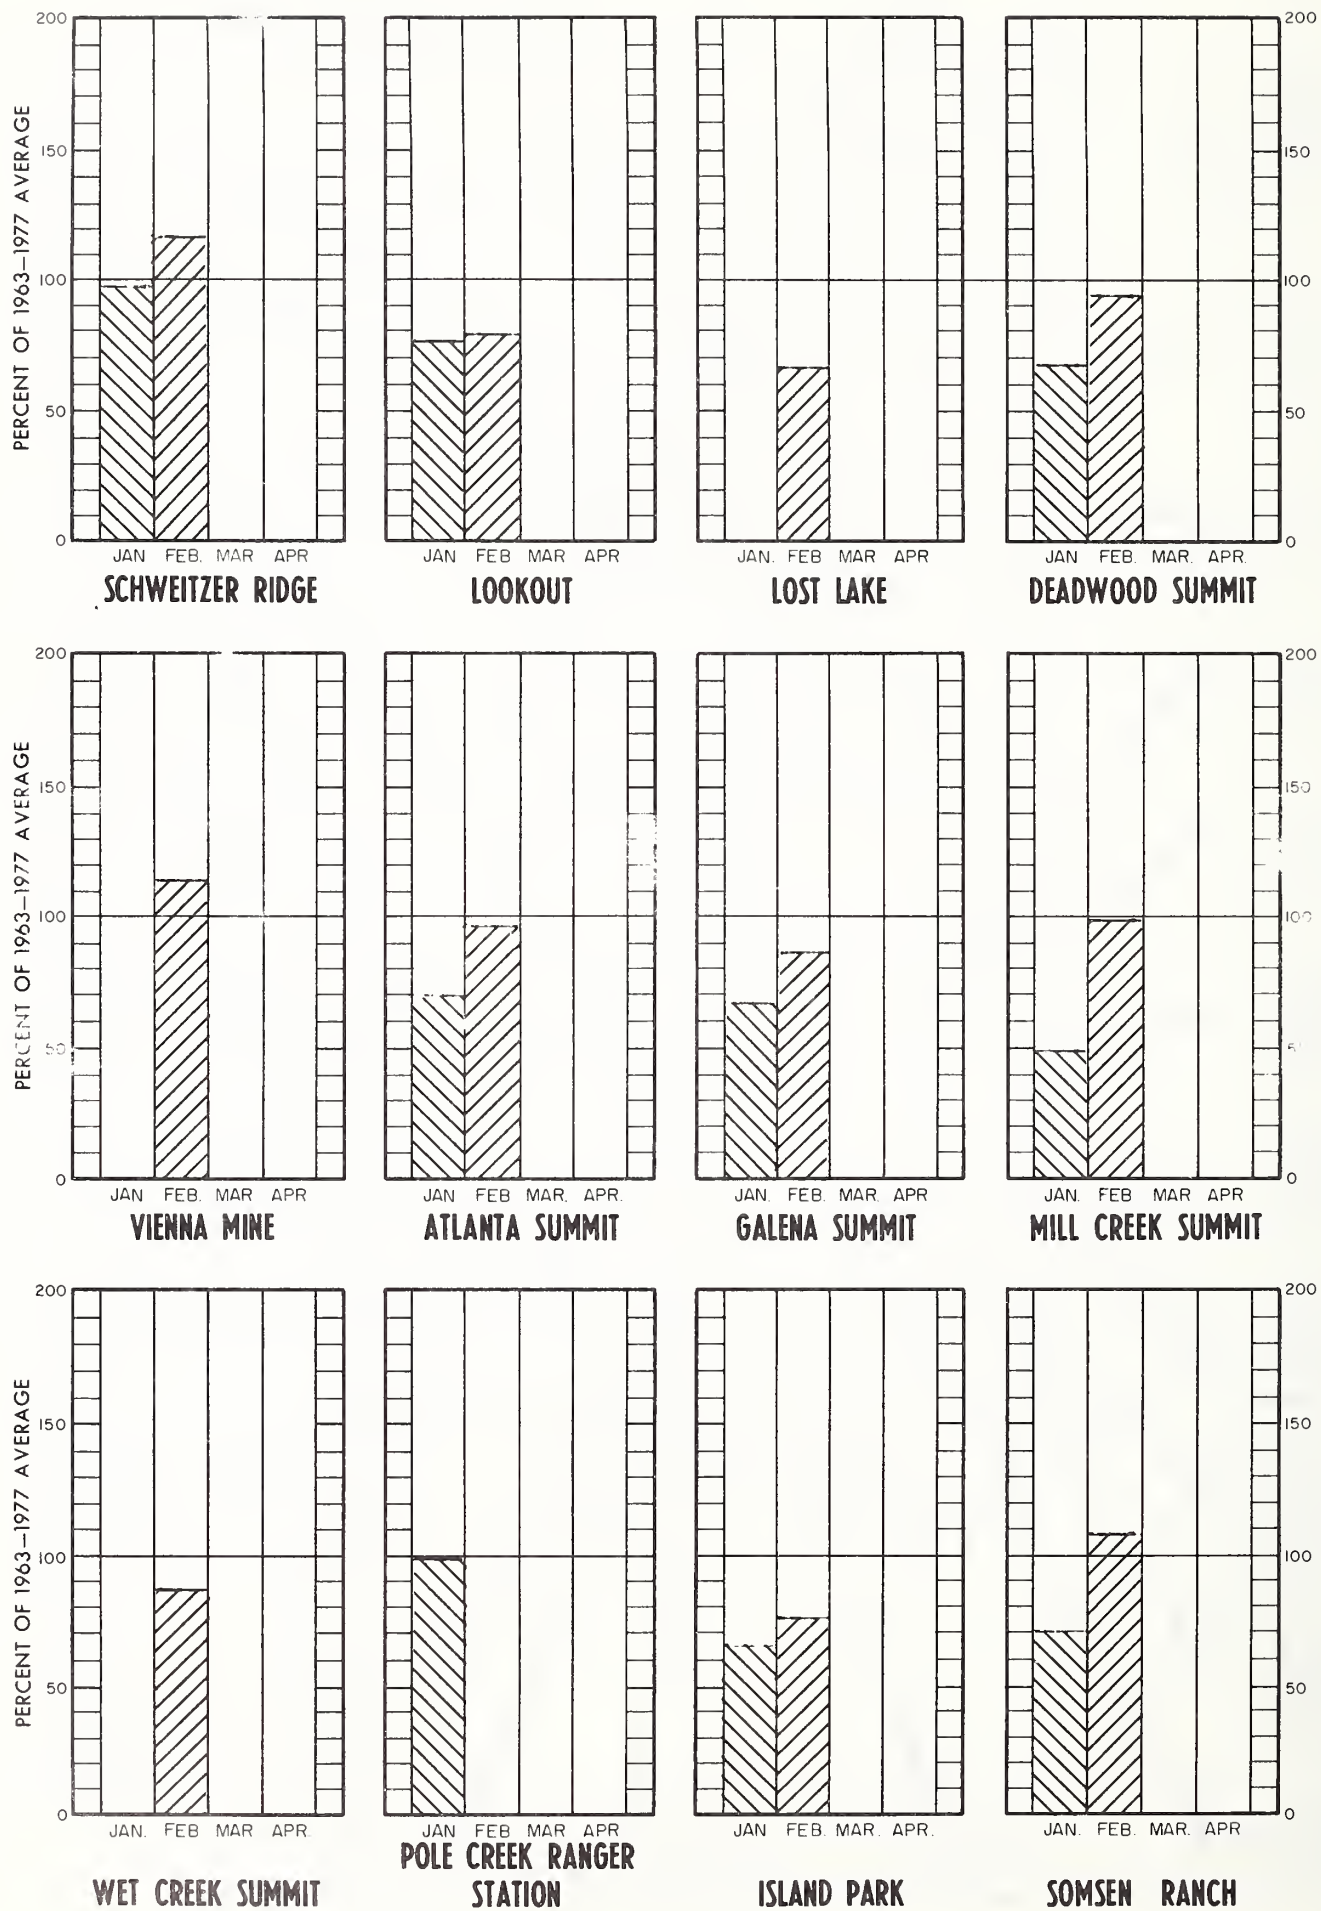 PERCENT OF 1963–1977 AVERAGE
200
150
100
50
0
200
150
100
50
0
JAN FEB. MAR APR
JAN FEB MAR APR
JAN. FEB MAR APR
JAN FEB. MAR. APR.
SCHWEITZER RIDGE
LOOKOUT
LOST LAKE
DEADWOOD SUMMIT
PERCENT OF 1963–1977 AVERAGE
200
150
100
50
0
200
150
100
0
JAN FEB. MAR APR
JAN FEB MAR. APR.
JAN. FEB. MAR. APR
JAN. FEB MAR. APR
VIENNA MINE
ATLANTA SUMMIT
GALENA SUMMIT
MILL CREEK SUMMIT
PERCENT OF 1963–1977 AVERAGE
200
150
100
50
0
200
150
100
50
0
JAN. FEB MAR APR.
JAN FEB MAR APR
JAN FEB. MAR. APR.
JAN. FEB. MAR. APR
WET CREEK SUMMIT
POLE CREEK RANGER
STATION
ISLAND PARK
SOMSEN RANCH